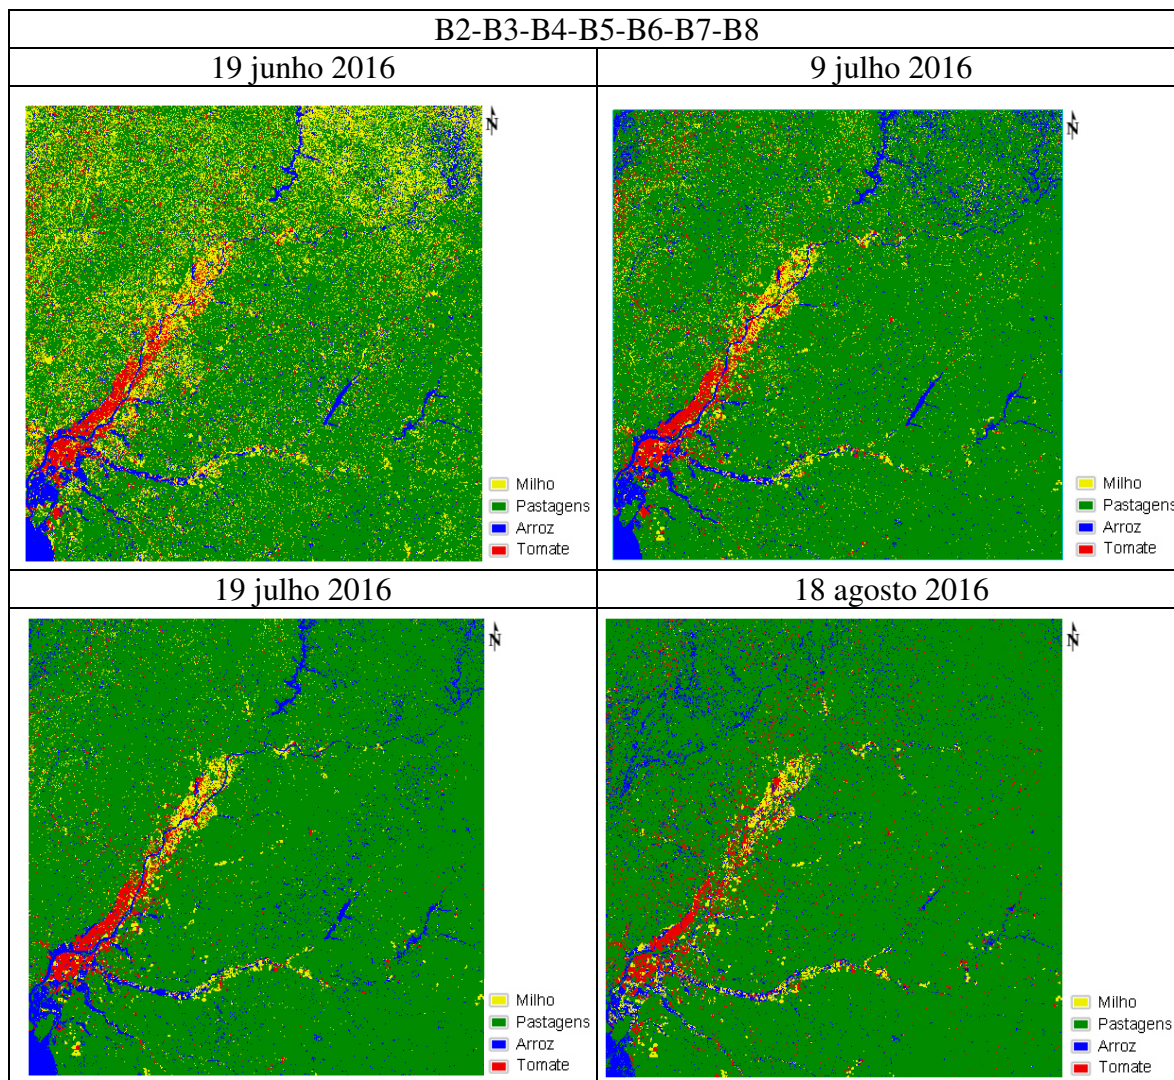 B2-B3-B4-B5-B6-B7-B8
19 junho 2016
9 julho 2016
N
Milho
Pastagens
Arroz
Tomate
N
Milho
Pastagens
Arroz
Tomate
19 julho 2016
18 agosto 2016
N
Milho
Pastagens
Arroz
Tomate
N
Milho
Pastagens
Arroz
Tomate